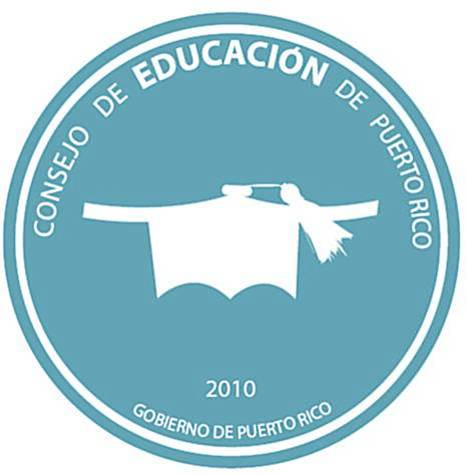 CONSEJO DE EDUCACIÓN DE PUERTO RICO
2010
GOBIERNO DE PUERTO RICO